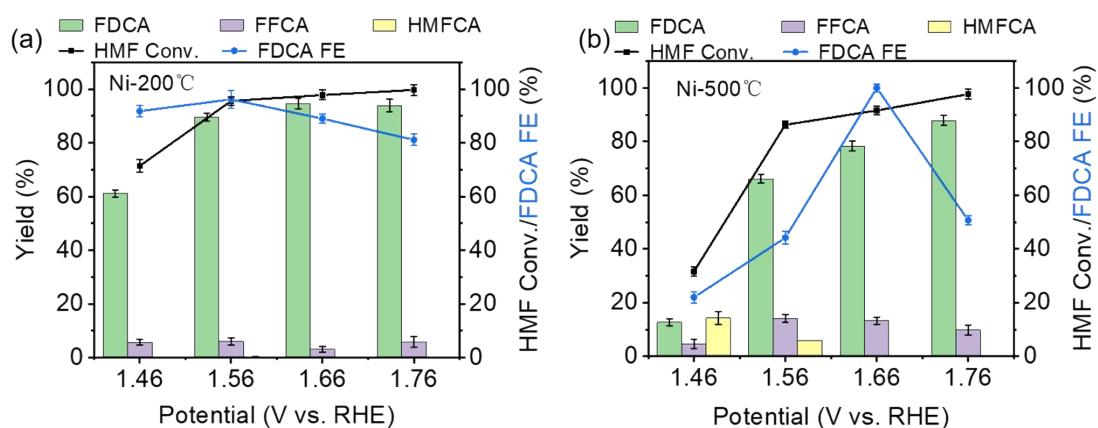 (a)
FDCA FFCA HMFCA
HMF Conv. FDCA FE
Ni-200℃
100
80
60
40
20
0
100
80
60
40
20
0
1.46 1.56 1.66 1.76
Yield (%)
HMF Conv./FDCA FE (%)
Potential (V vs. RHE)
(b)
FDCA FFCA HMFCA
HMF Conv. FDCA FE
Ni-500℃
100
80
60
40
20
0
100
80
60
40
20
0
1.46 1.56 1.66 1.76
Yield (%)
HMF Conv./FDCA FE (%)
Potential (V vs. RHE)